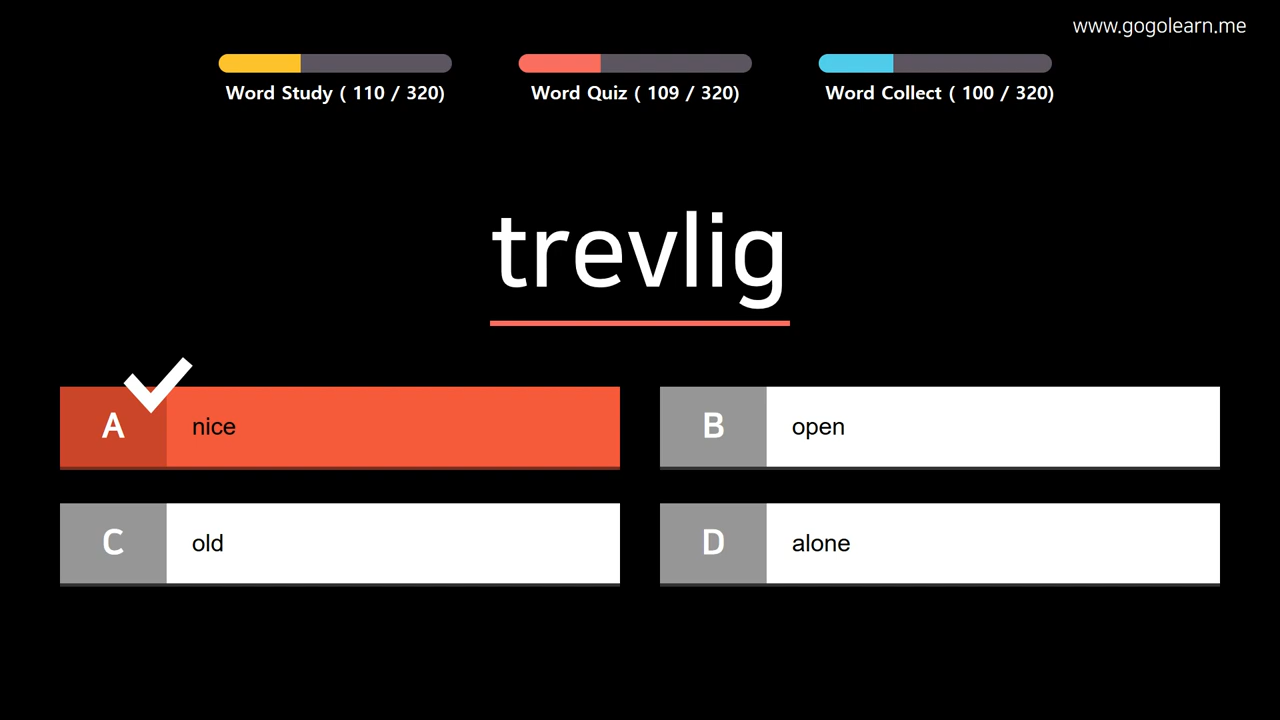 www.gogolearn.me
Word Study ( 110 / 320)
Word Quiz ( 109 / 320)
Word Collect ( 100 / 320)
trevlig
A nice
B open
C old
D alone